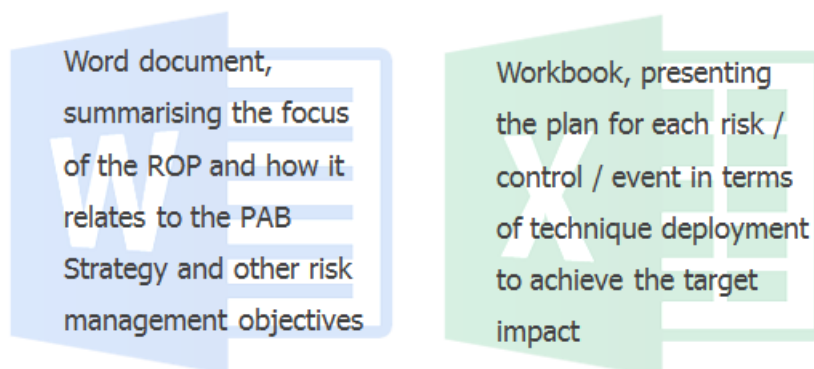 Word document,
summarising the focus
of the ROP and how it
relates to the PAB
Strategy and other risk
management objectives
W
Workbook, presenting
the plan for each risk /
control / event in terms
of technique deployment
to achieve the target
impact
X